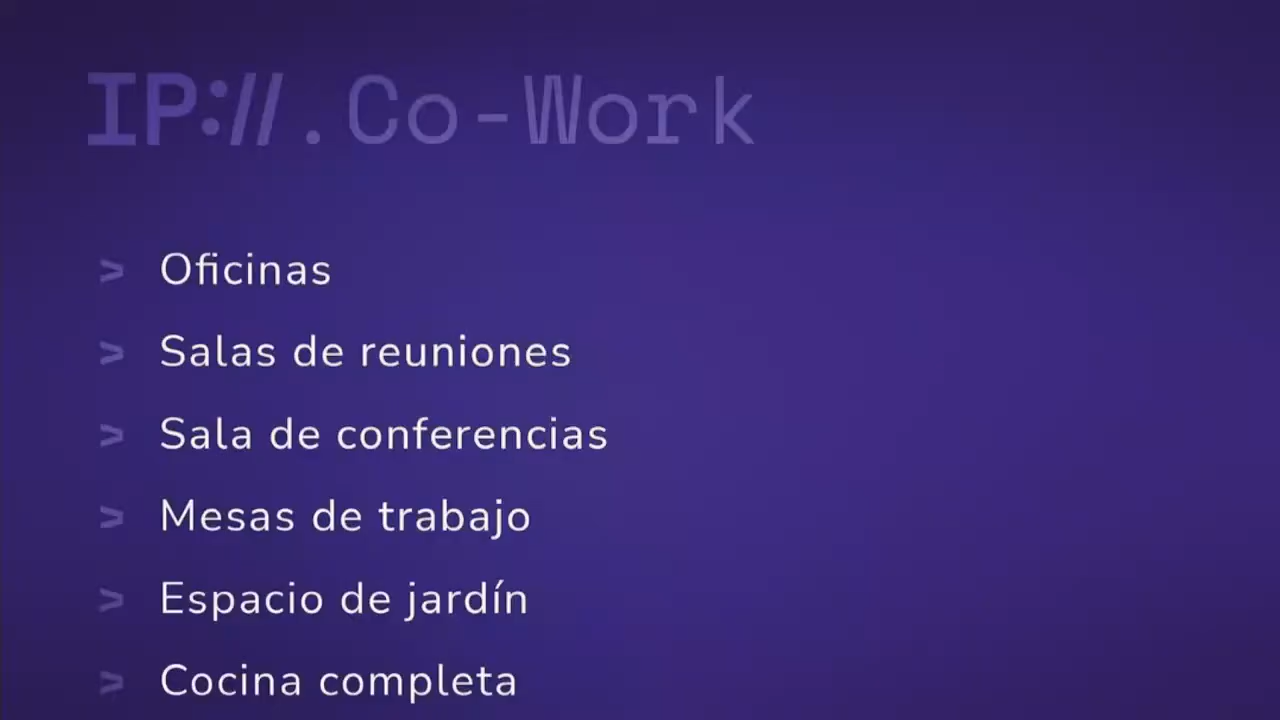 IP://.Co-Work
> Oficinas
> Salas de reuniones
> Sala de conferencias
> Mesas de trabajo
> Espacio de jardín
> Cocina completa